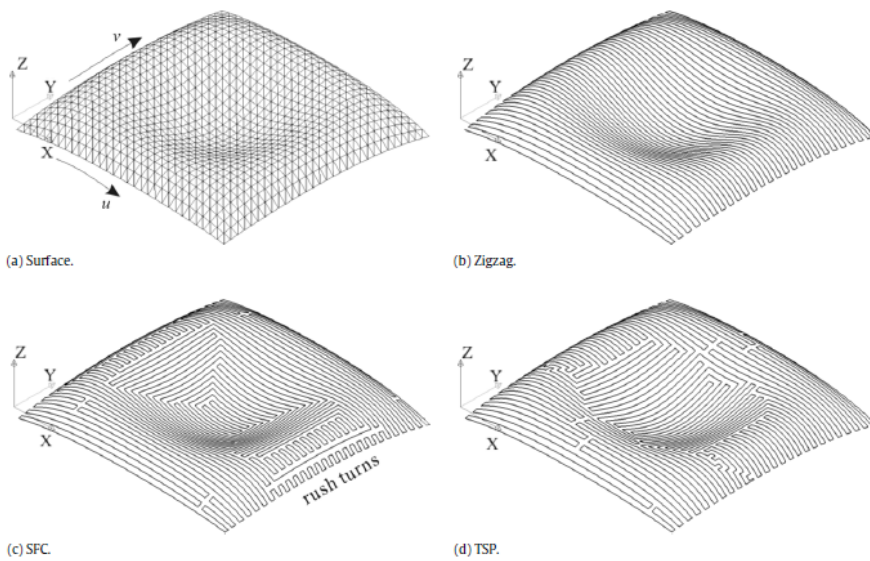 v
Z
Y
X
u
(a) Surface.
Z
Y
X
(b) Zigzag.
Z
Y
X
rush turns
(c) SFC.
Z
Y
X
(d) TSP.